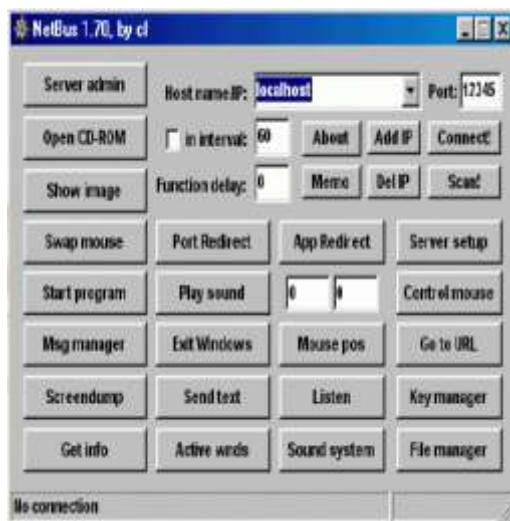 NetBus 1.70, by cf
Server admin
Host name/IP: localhost Port: 12345
Open CD-ROM in interval: 60 About Add IP Connect!
Show image Function delay: 0 Memo Del IP Scan!
Swap mouse Port Redirect App Redirect Server setup
Start program Play sound 0 0 Control mouse
Msg manager Exit Windows Mouse pos Go to URL
Screendump Send text Listen Key manager
Get info Active wnds Sound system File manager
No connection